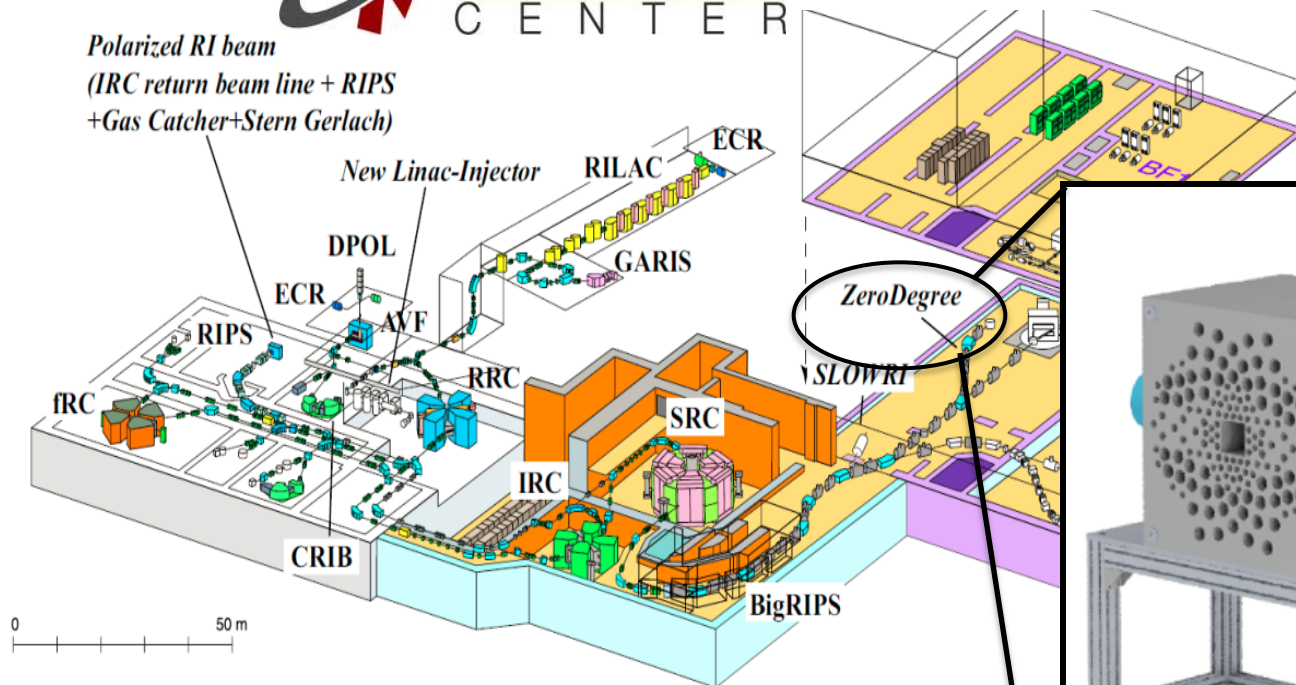 CENTER
Polarized RI beam
(IRC return beam line + RIPS
+Gas Catcher+Stern Gerlach)
New Linac-Injector
RILAC
ECR
DPOL
GARIS
ECR
AVF
RIPS
RRC
fRC
SRC
IRC
CRIB
BigRIPS
ZeroDegree
SLOWRI
BF1
0 50 m